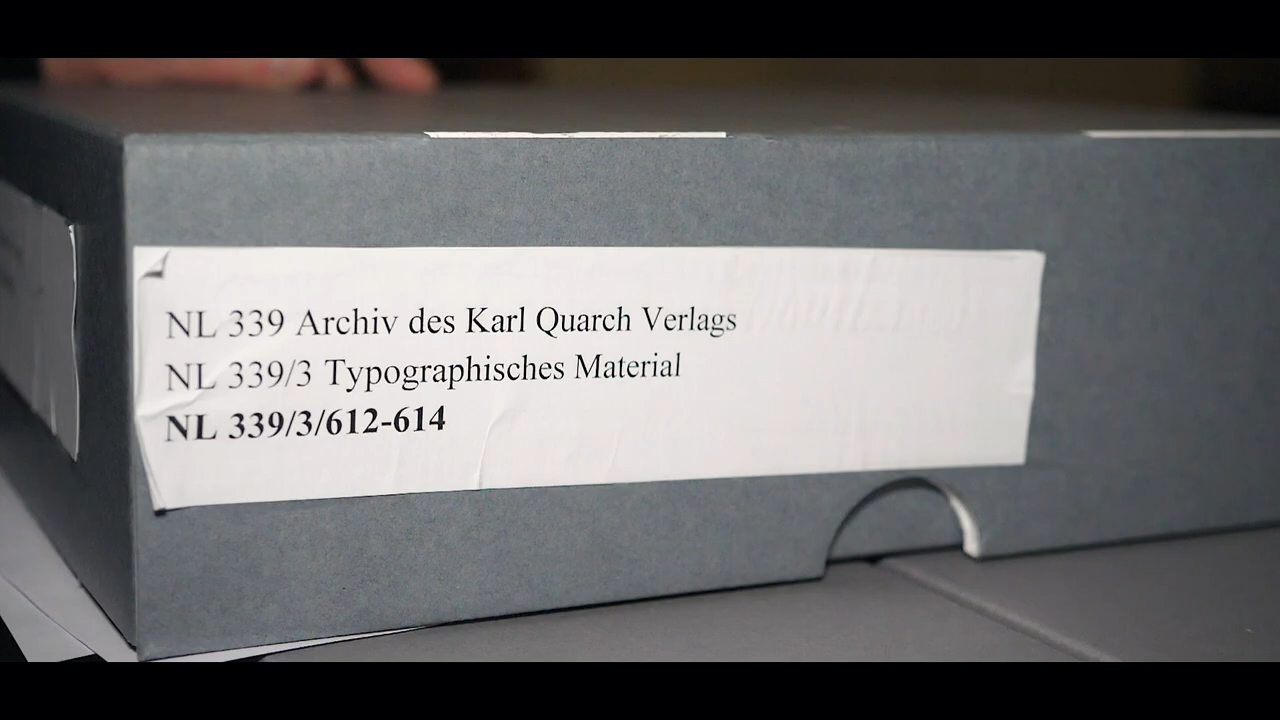 NL 339 Archiv des Karl Quarch Verlags
NL 339/3 Typographisches Material
NL 339/3/612-614